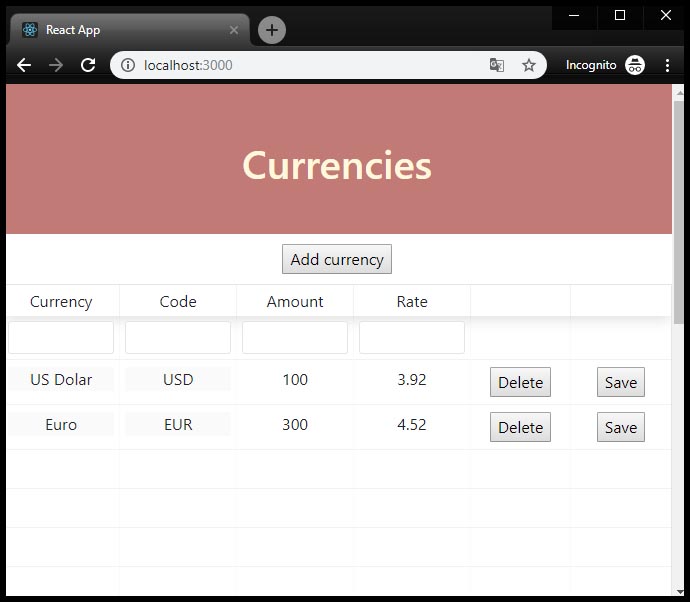 React App
localhost:3000
Incognito
Currencies
Add currency
Currency Code Amount Rate
US Dolar USD 100 3.92 Delete Save
Euro EUR 300 4.52 Delete Save